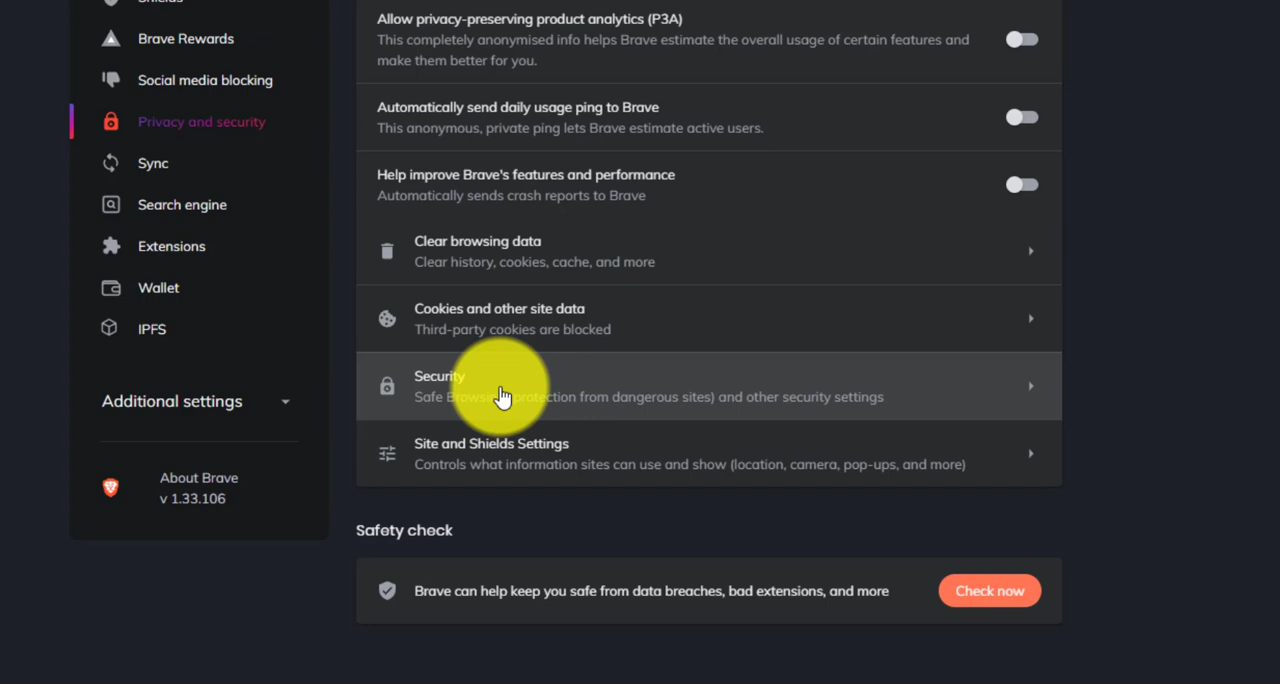 Shields
Brave Rewards
Social media blocking
Privacy and security
Sync
Search engine
Extensions
Wallet
IPFS
Additional settings
About Brave
v 1.33.106
Allow privacy-preserving product analytics (P3A)
This completely anonymised info helps Brave estimate the overall usage of certain features and
make them better for you.
Automatically send daily usage ping to Brave
This anonymous, private ping lets Brave estimate active users.
Help improve Brave's features and performance
Automatically sends crash reports to Brave
Clear browsing data
Clear history, cookies, cache, and more
Cookies and other site data
Third-party cookies are blocked
Security
Safe Browsing (protection from dangerous sites) and other security settings
Site and Shields Settings
Controls what information sites can use and show (location, camera, pop-ups, and more)
Safety check
Brave can help keep you safe from data breaches, bad extensions, and more
Check now